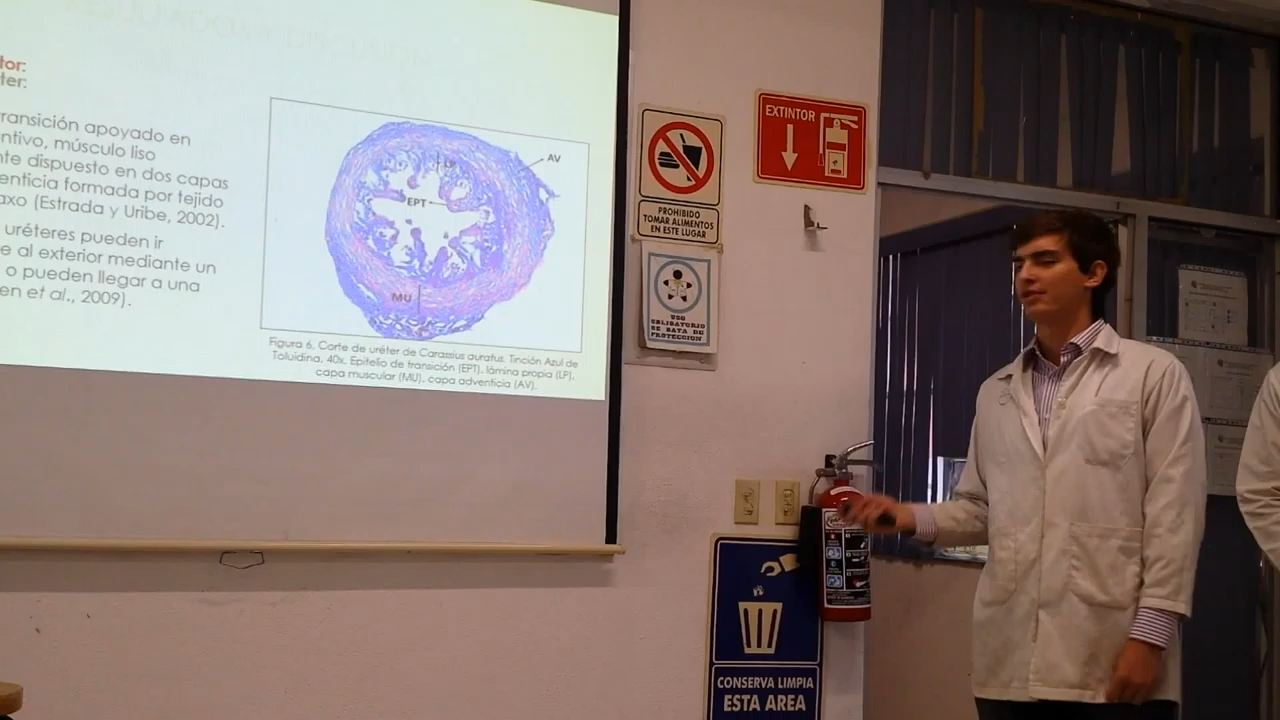 tor:
ter:
transición apoyado en
ntivo, músculo liso
nte dispuesto en dos capas
enticia formada por tejido
axo (Estrada y Uribe, 2002).
uréteres pueden ir
e al exterior mediante un
o pueden llegar a una
en et al., 2009).
AV
LP
EPT
MU
Figura 6. Corte de uréter de Carassius auratus. Tinción Azul de
Toluidina, 40x. Epitelio de transición (EPT), lámina propia (LP),
capa muscular (MU), capa adventicia (AV).
PROHIBIDO
TOMAR ALIMENTOS
EN ESTE LUGAR
EXTINTOR
USO
OBLIGATORIO
DE BATA DE
PROTECCION
CONSERVA LIMPIA
ESTA AREA